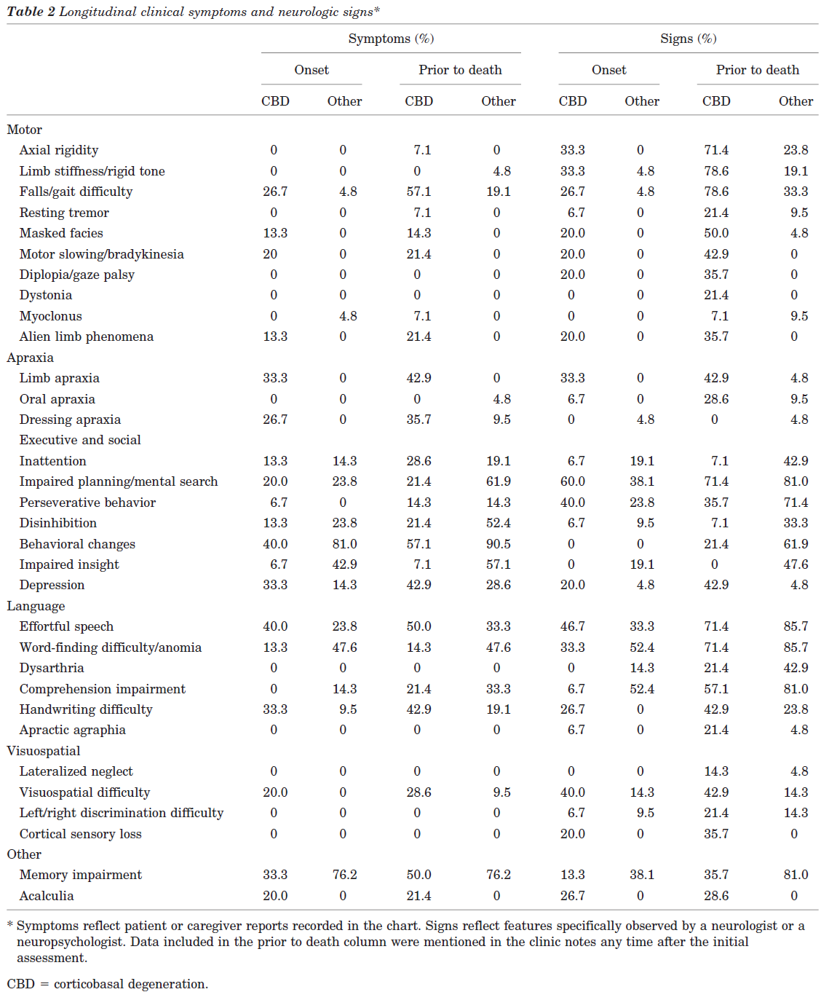 Table 2 Longitudinal clinical symptoms and neurologic signs*
Symptoms (%) Signs (%)
Onset Prior to death Onset Prior to death
CBD Other CBD Other CBD Other CBD Other
Motor
Axial rigidity 0 0 7.1 0 33.3 0 71.4 23.8
Limb stiffness/rigid tone 0 0 0 4.8 33.3 4.8 78.6 19.1
Falls/gait difficulty 26.7 4.8 57.1 19.1 26.7 4.8 78.6 33.3
Resting tremor 0 0 7.1 0 6.7 0 21.4 9.5
Masked facies 13.3 0 14.3 0 20.0 0 50.0 4.8
Motor slowing/bradykinesia 20 0 21.4 0 20.0 0 42.9 0
Diplopia/gaze palsy 0 0 0 0 20.0 0 35.7 0
Dystonia 0 0 0 0 0 0 21.4 0
Myoclonus 0 4.8 7.1 0 0 0 7.1 9.5
Alien limb phenomena 13.3 0 21.4 0 20.0 0 35.7 0
Apraxia
Limb apraxia 33.3 0 42.9 0 33.3 0 42.9 4.8
Oral apraxia 0 0 0 4.8 6.7 0 28.6 9.5
Dressing apraxia 26.7 0 35.7 9.5 0 4.8 0 4.8
Executive and social
Inattention 13.3 14.3 28.6 19.1 6.7 19.1 7.1 42.9
Impaired planning/mental search 20.0 23.8 21.4 61.9 60.0 38.1 71.4 81.0
Perseverative behavior 6.7 0 14.3 14.3 40.0 23.8 35.7 71.4
Disinhibition 13.3 23.8 21.4 52.4 6.7 9.5 7.1 33.3
Behavioral changes 40.0 81.0 57.1 90.5 0 0 21.4 61.9
Impaired insight 6.7 42.9 7.1 57.1 0 19.1 0 47.6
Depression 33.3 14.3 42.9 28.6 20.0 4.8 42.9 4.8
Language
Effortful speech 40.0 23.8 50.0 33.3 46.7 33.3 71.4 85.7
Word-finding difficulty/anomia 13.3 47.6 14.3 47.6 33.3 52.4 71.4 85.7
Dysarthria 0 0 0 0 0 14.3 21.4 42.9
Comprehension impairment 0 14.3 21.4 33.3 6.7 52.4 57.1 81.0
Handwriting difficulty 33.3 9.5 42.9 19.1 26.7 0 42.9 23.8
Apractic agraphia 0 0 0 0 6.7 0 21.4 4.8
Visuospatial
Lateralized neglect 0 0 0 0 0 0 14.3 4.8
Visuospatial difficulty 20.0 0 28.6 9.5 40.0 14.3 42.9 14.3
Left/right discrimination difficulty 0 0 0 0 6.7 9.5 21.4 14.3
Cortical sensory loss 0 0 0 0 20.0 0 35.7 0
Other
Memory impairment 33.3 76.2 50.0 76.2 13.3 38.1 35.7 81.0
Acalculia 20.0 0 21.4 0 26.7 0 28.6 0
* Symptoms reflect patient or caregiver reports recorded in the chart. Signs reflect features specifically observed by a neurologist or a
neuropsychologist. Data included in the prior to death column were mentioned in the clinic notes any time after the initial
assessment.
CBD = corticobasal degeneration.